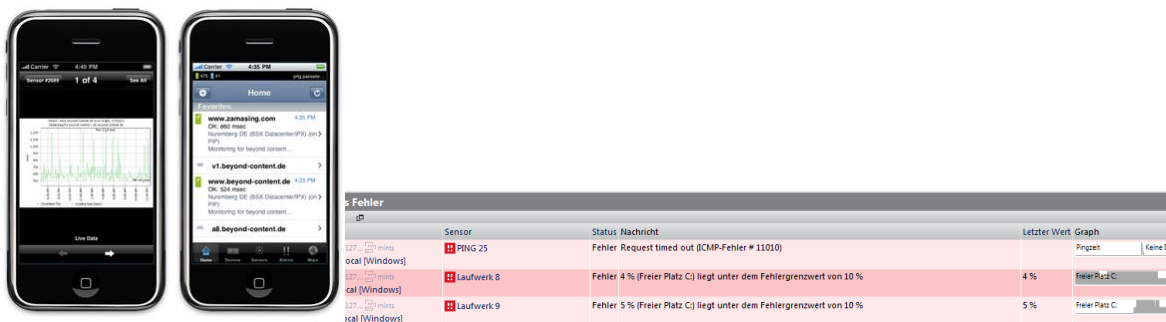 Carrier 4:40 PM
Sensor #2089 1 of 4 See All
Live Data
Carrier 4:35 PM
Home
Favorites
www.zamasing.com 4:35 PM
OK: 660 msec
Nuremberg DE (BSX Datacenter/IPX) (on
PIP)
Monitoring for beyond content...
v1.beyond-content.de
www.beyond-content.de 4:33 PM
OK: 524 msec
Nuremberg DE (BSX Datacenter/IPX) (on
PIP)
Monitoring for beyond content...
a8.beyond-content.de
Home Devices Sensors Alarms Maps
s Fehler
Sensor Status Nachricht Letzter Wert Graph
127... mints PING 25 Fehler Request timed out (ICMP-Fehler # 11010) Pingzeit Keine D
ocal [Windows]
127... mints Laufwerk 8 Fehler 4 % (Freier Platz C:) liegt unter dem Fehlergrenzwert von 10 % 4 % Freier Platz C:
cal [Windows]
127... mints Laufwerk 9 Fehler 5 % (Freier Platz C:) liegt unter dem Fehlergrenzwert von 10 % 5 % Freier Platz C:
ocal [Windows]